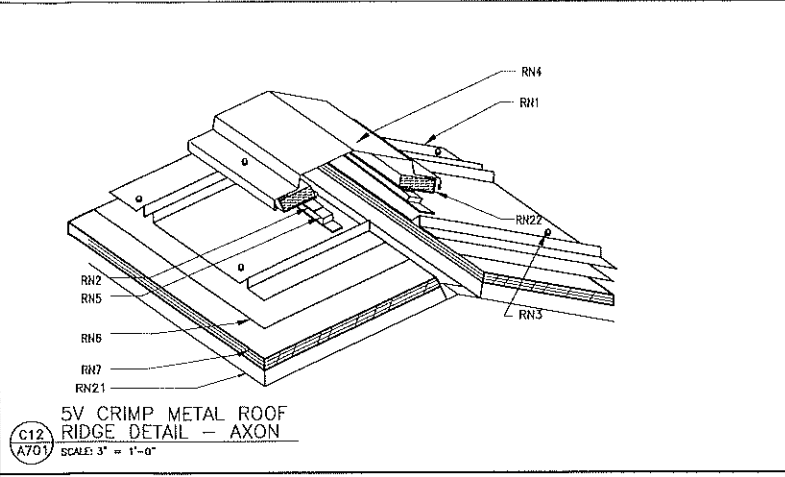 RN4
RN1
RN22
RN2
RN5
RN3
RN6
RN7
RN21
5V CRIMP METAL ROOF
RIDGE DETAIL – AXON
C12
A701
SCALE: 3" = 1'-0"